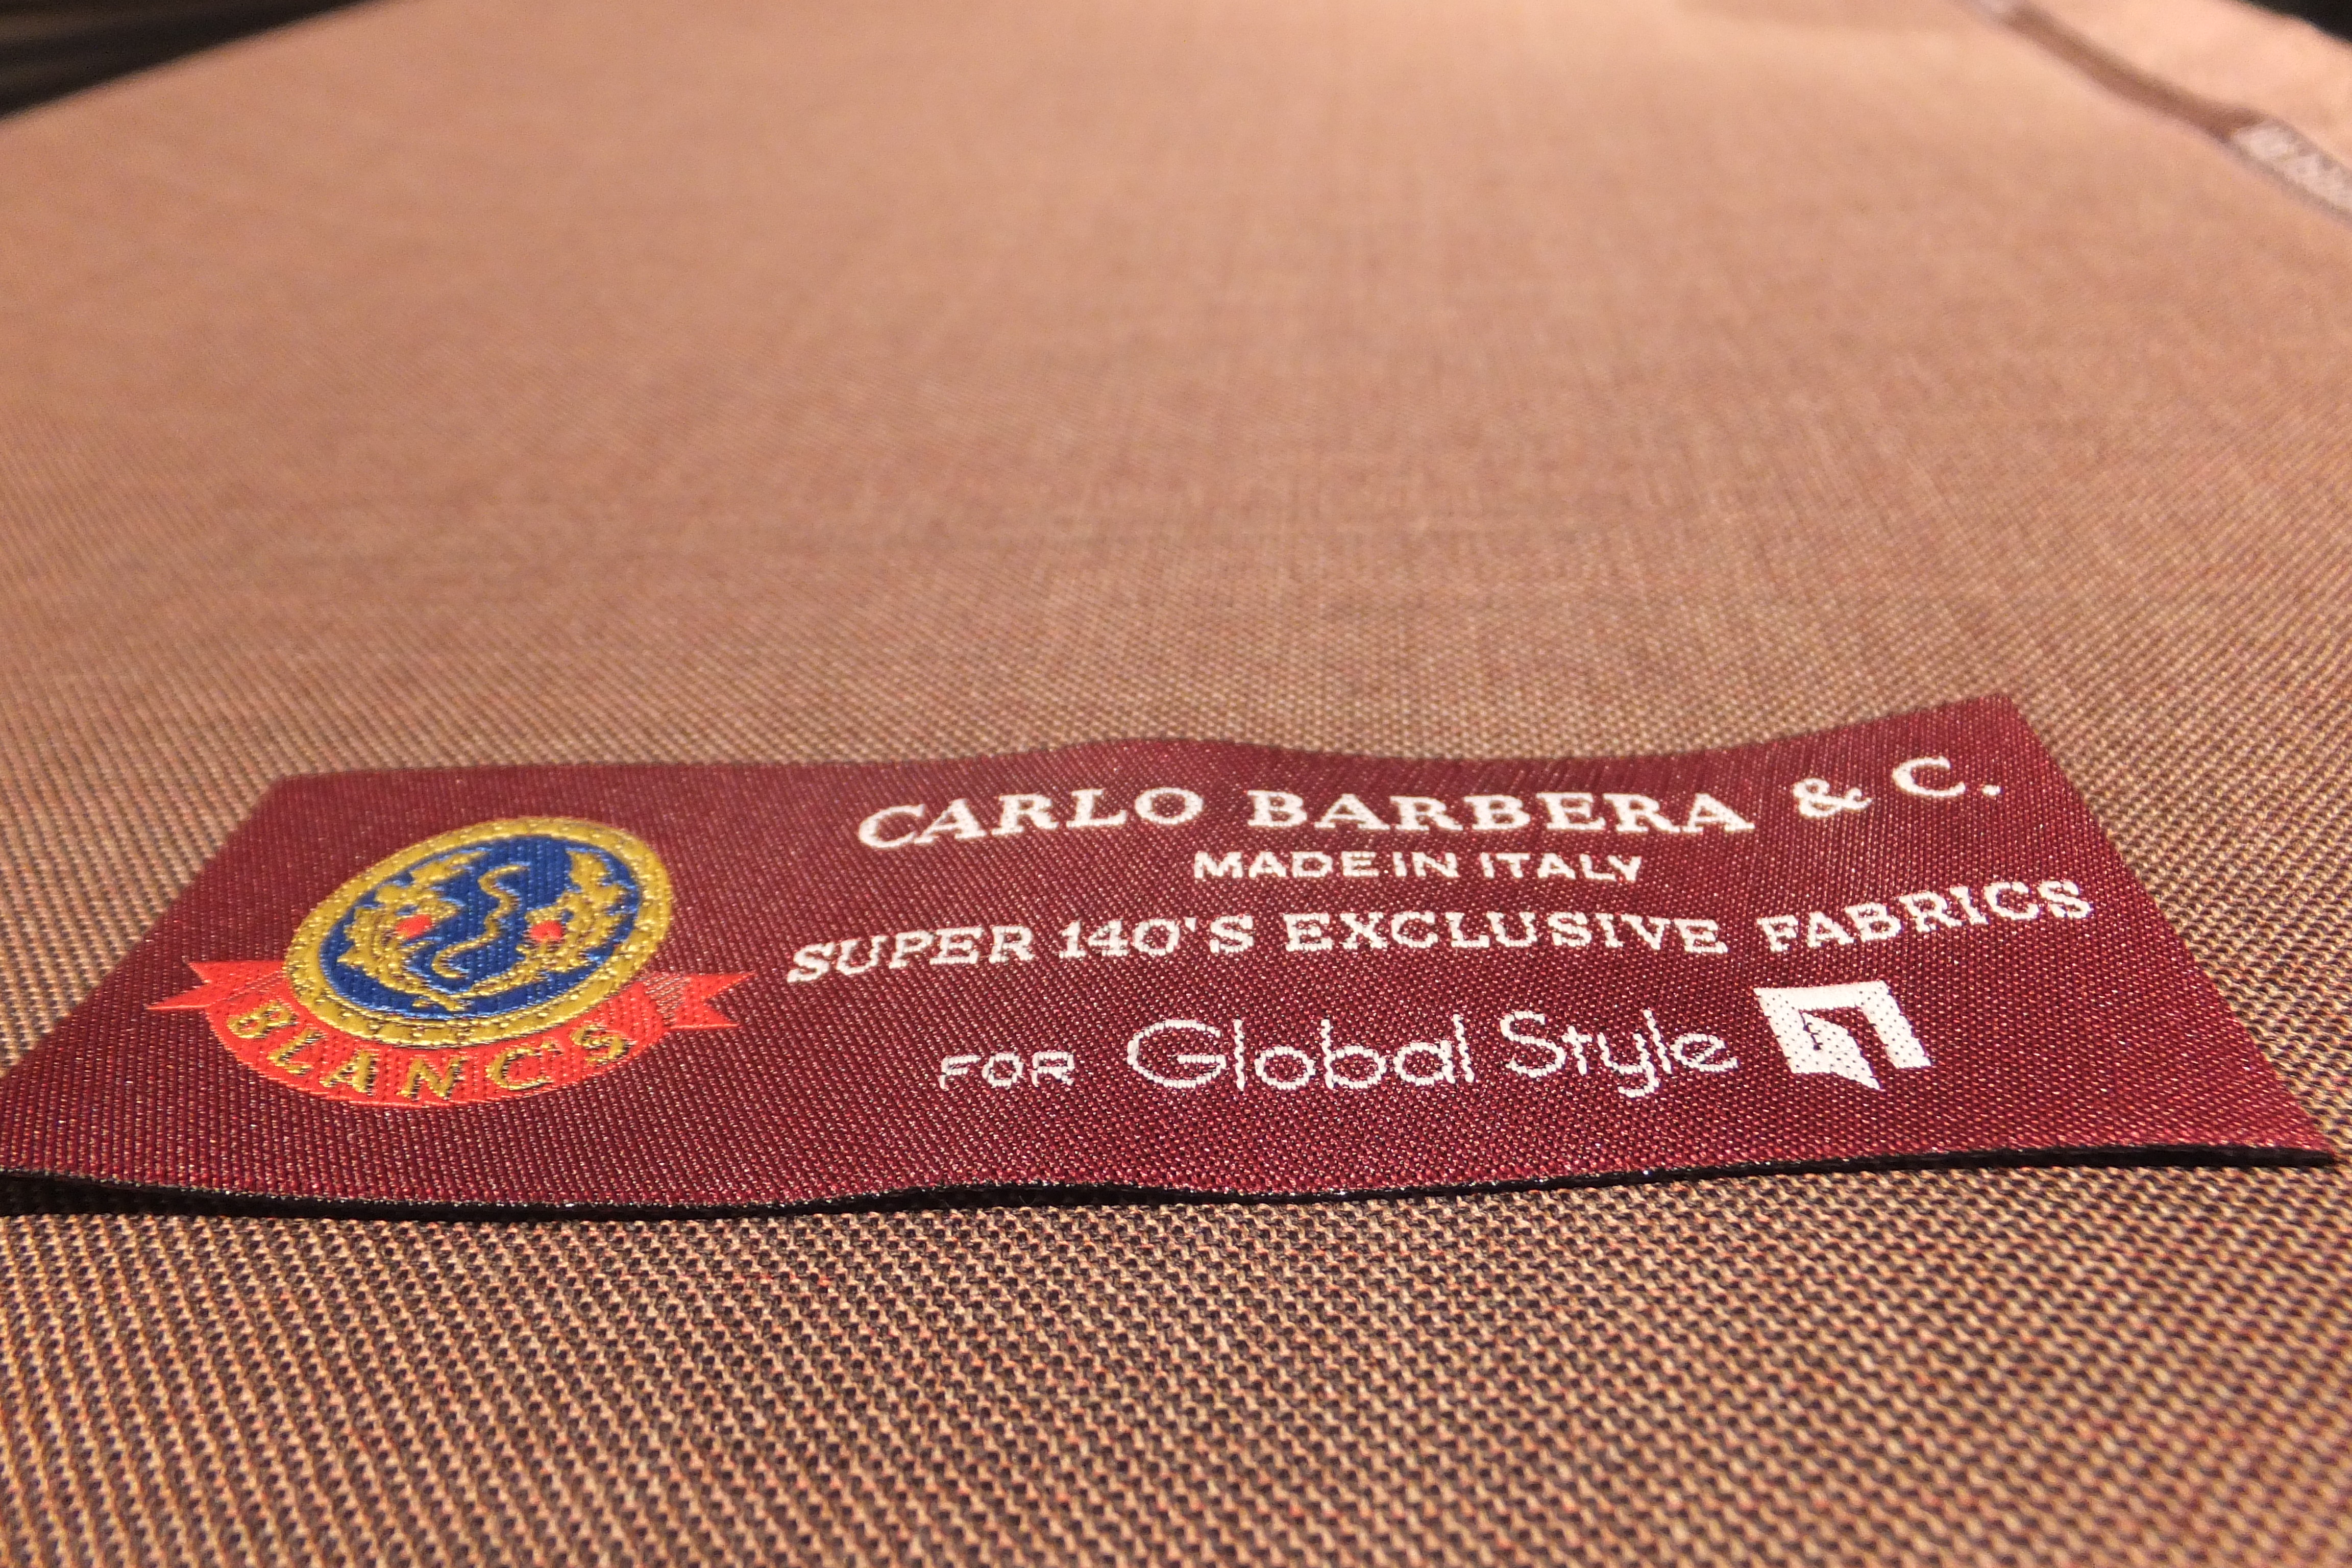 CARLO BARBERA & C.
MADE IN ITALY
SUPER 140'S EXCLUSIVE FABRICS
FOR Global Style
BLANC'S